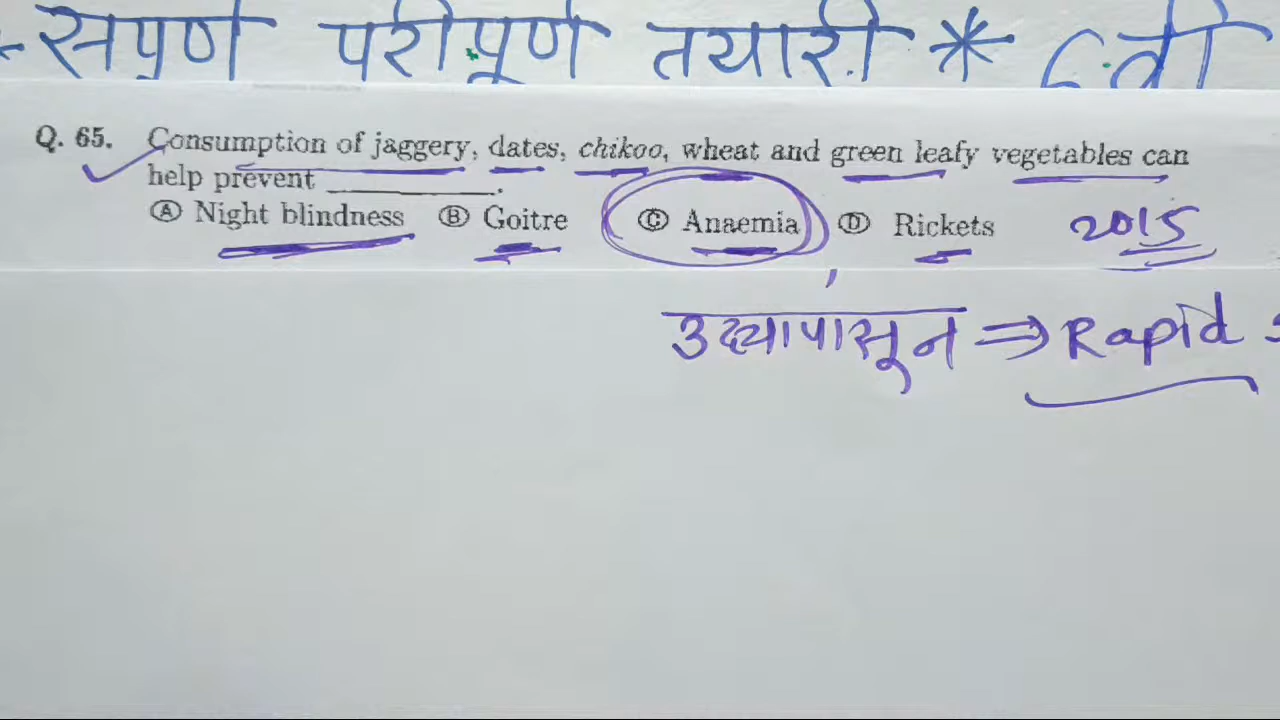 संपूर्ण परीपूर्ण तयारी * 6वी
Q. 65. Consumption of jaggery, dates, chikoo, wheat and green leafy vegetables can
help prevent ____________.
Ⓐ Night blindness Ⓑ Goitre Ⓒ Anaemia Ⓓ Rickets 2015
उद्यापासून ⇒ Rapid